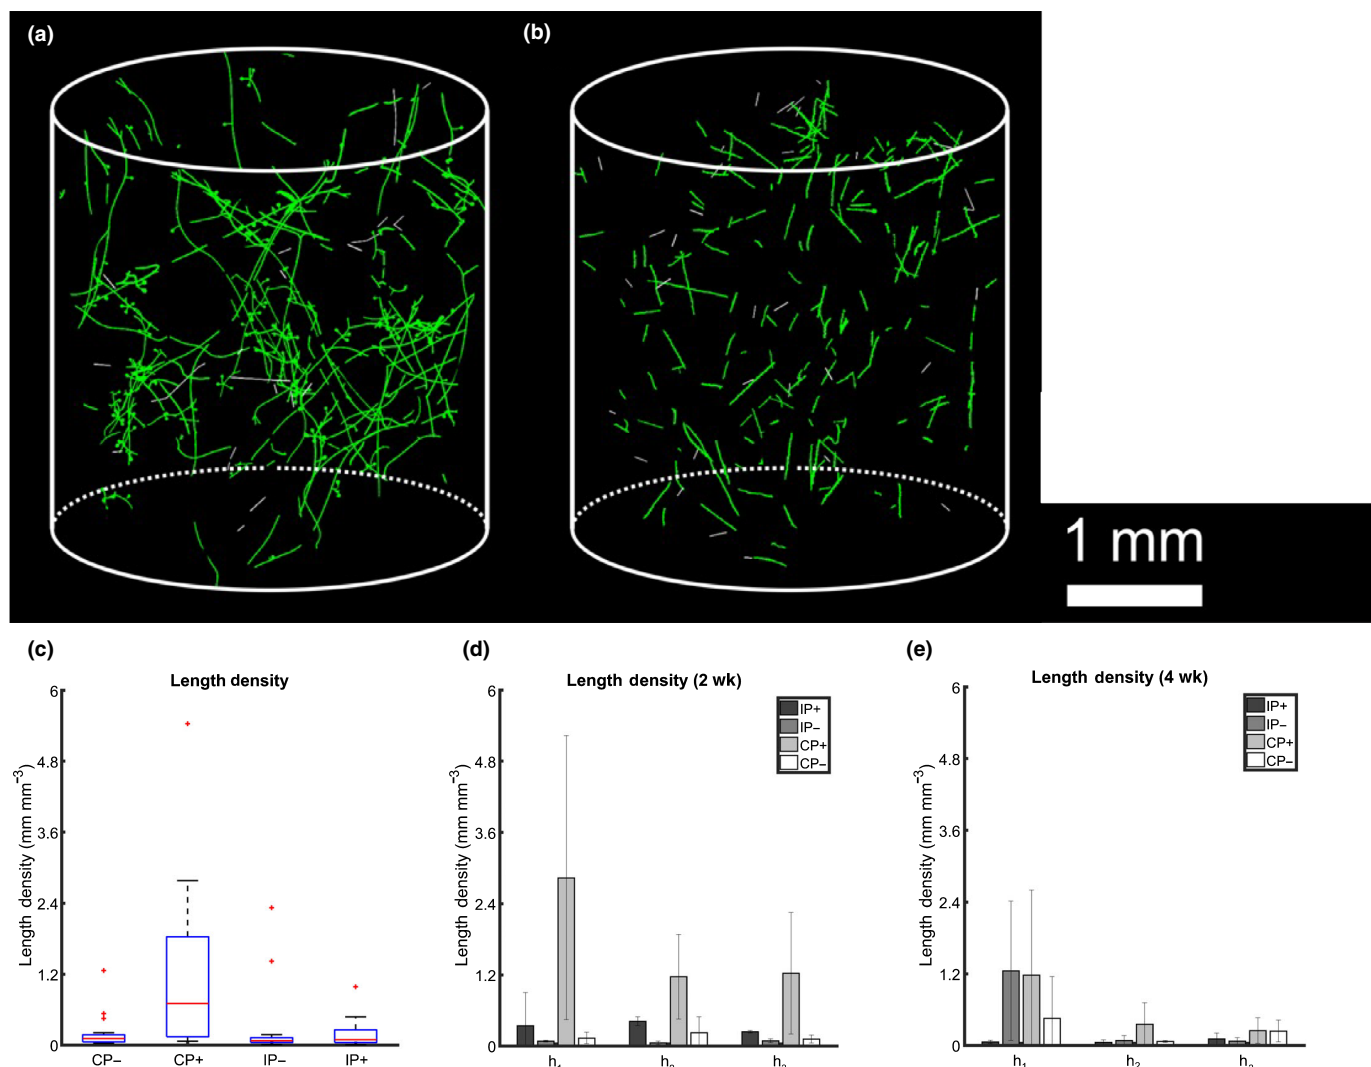 (a)
(b)
1 mm
(c)
Length density
Length density (mm mm⁻³)
6
4.8
3.6
2.4
1.2
0
CP– CP+ IP– IP+
(d)
Length density (2 wk)
Length density (mm mm⁻³)
6
4.8
3.6
2.4
1.2
0
IP+
IP–
CP+
CP–
(e)
Length density (4 wk)
Length density (mm mm⁻³)
6
4.8
3.6
2.4
1.2
0
IP+
IP–
CP+
CP–